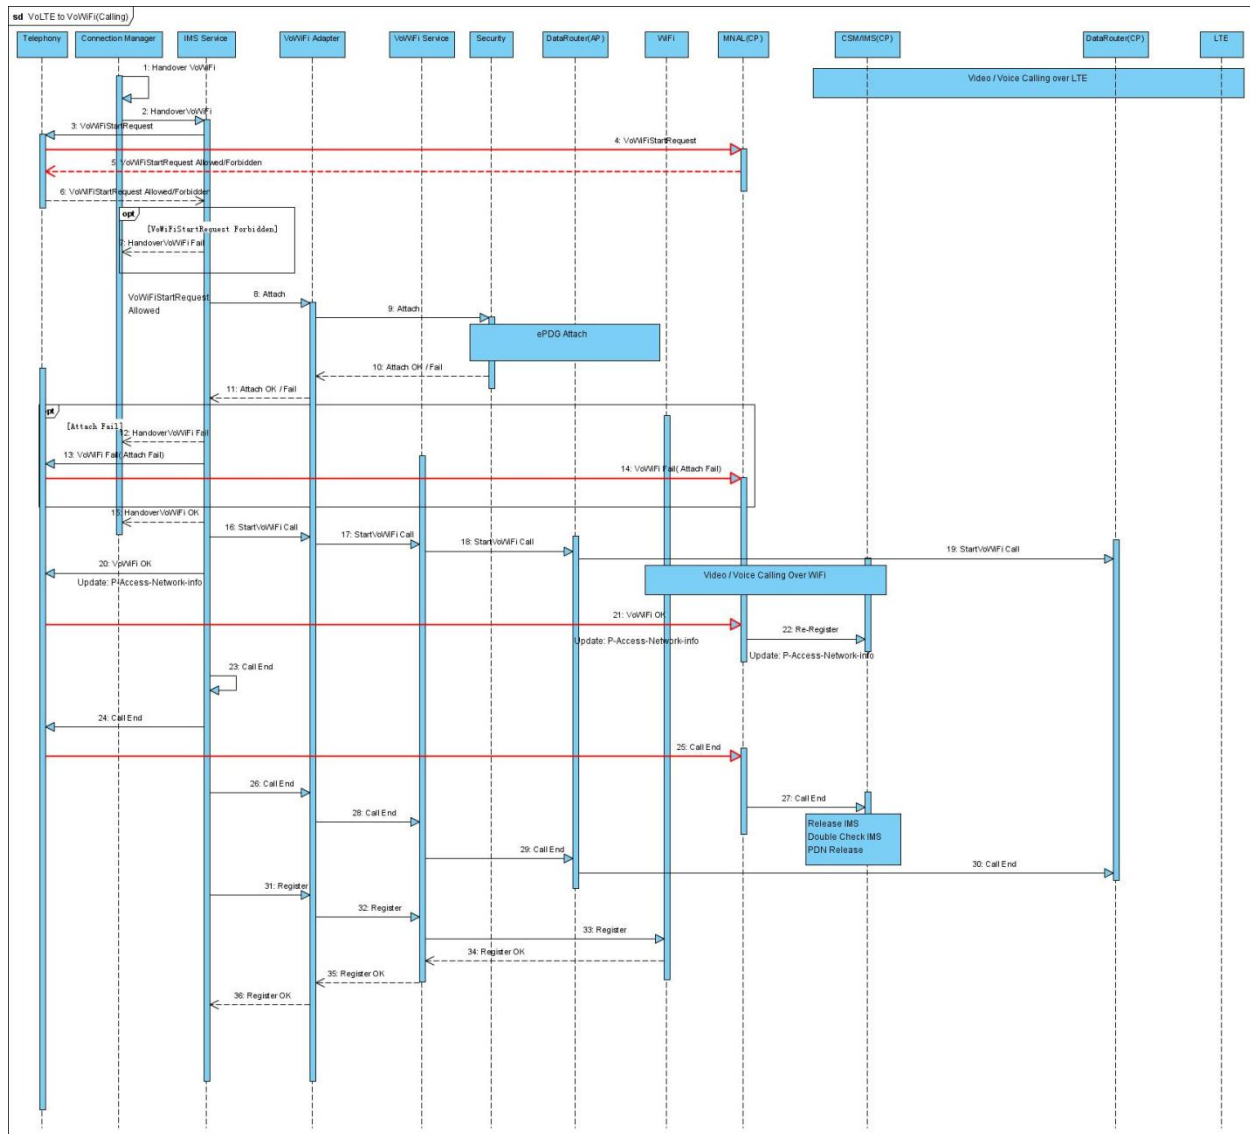 sd VoLTE to VoWiFi(Calling)
Telephony
Connection Manager
IMS Service
VoWiFi Adapter
VoWiFi Service
Security
DataRouter(AP)
WiFi
MNAL(CP)
CSM/IMS(CP)
DataRouter(CP)
LTE
1: Handover VoWiFi
Video / Voice Calling over LTE
2: HandoverVoWiFi
3: VoWiFiStartRequest
4: VoWiFiStartRequest
5: VoWiFiStartRequest Allowed/Forbidden
6: VoWiFiStartRequest Allowed/Forbidden
opt
[VoWiFiStartRequest Forbidden]
7: HandoverVoWiFi Fail
8: Attach
VoWiFiStartRequest
Allowed
9: Attach
ePDG Attach
10: Attach OK / Fail
11: Attach OK / Fail
opt
[Attach Fail]
12: HandoverVoWiFi Fail
13: VoWiFi Fail( Attach Fail)
14: VoWiFi Fail( Attach Fail)
15: HandoverVoWiFi OK
16: StartVoWiFi Call
17: StartVoWiFi Call
18: StartVoWiFi Call
19: StartVoWiFi Call
20: VoWiFi OK
Update: P-Access-Network-info
Video / Voice Calling Over WiFi
21: VoWiFi OK
Update: P-Access-Network-info
22: Re-Register
Update: P-Access-Network-info
23: Call End
24: Call End
25: Call End
26: Call End
27: Call End
28: Call End
Release IMS
Double Check IMS
PDN Release
29: Call End
30: Call End
31: Register
32: Register
33: Register
34: Register OK
35: Register OK
36: Register OK